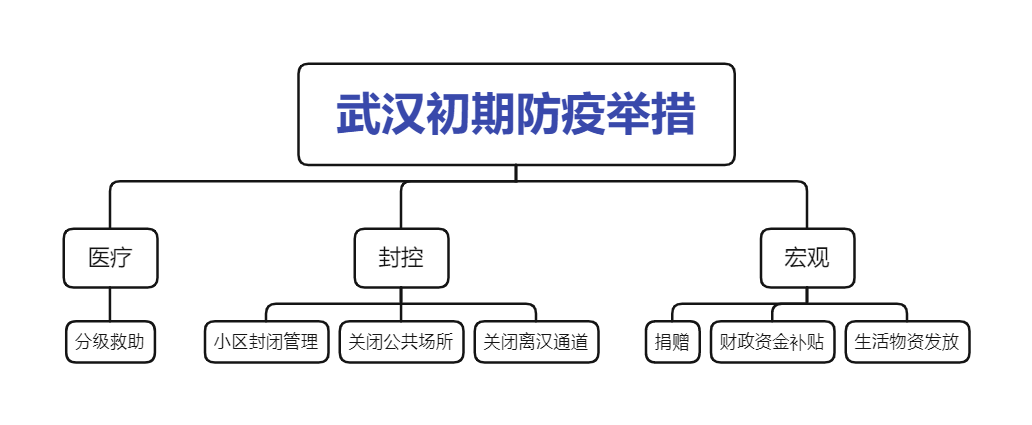 武汉初期防疫举措
医疗
封控
宏观
分级救助
小区封闭管理
关闭公共场所
关闭离汉通道
捐赠
财政资金补贴
生活物资发放